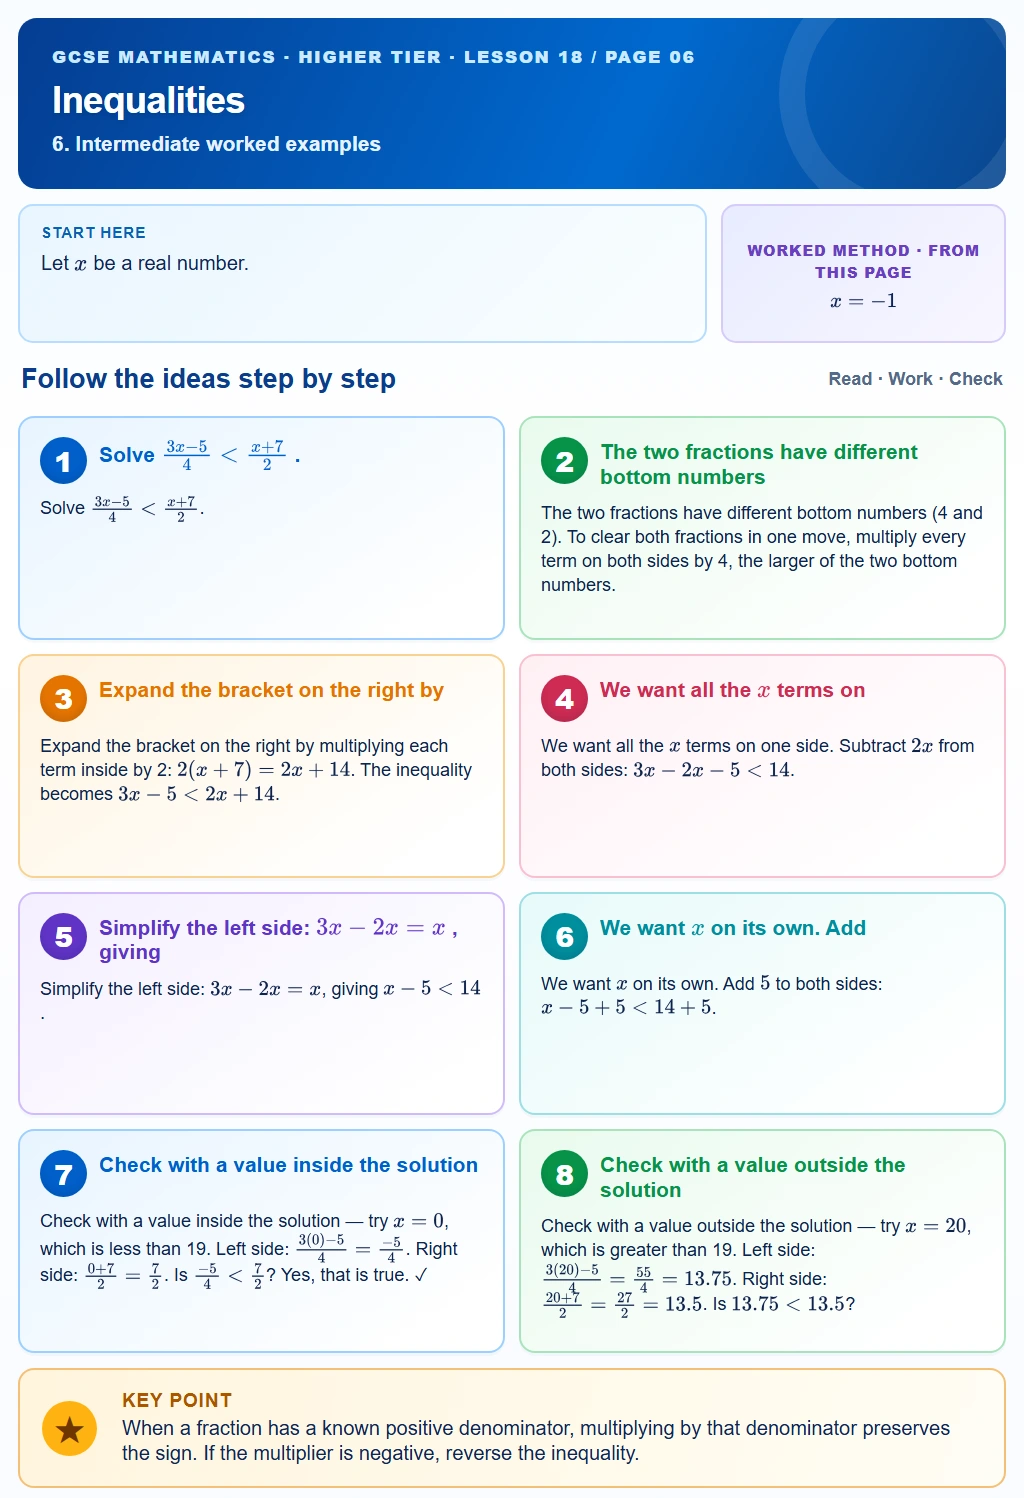 GCSE MATHEMATICS · HIGHER TIER · LESSON 18 / PAGE 06
Inequalities
6. Intermediate worked examples
START HERE
Let x be a real number.
WORKED METHOD · FROM
THIS PAGE
x = −1
Follow the ideas step by step
Read · Work · Check
1
Solve (3x−5)/4 < (x+7)/2 .
Solve (3x−5)/4 < (x+7)/2.
2
The two fractions have different
bottom numbers
The two fractions have different bottom numbers (4 and
2). To clear both fractions in one move, multiply every
term on both sides by 4, the larger of the two bottom
numbers.
3
Expand the bracket on the right by
Expand the bracket on the right by multiplying each
term inside by 2: 2(x + 7) = 2x + 14. The inequality
becomes 3x − 5 < 2x + 14.
4
We want all the x terms on
We want all the x terms on one side. Subtract 2x from
both sides: 3x − 2x − 5 < 14.
5
Simplify the left side: 3x − 2x = x ,
giving
Simplify the left side: 3x − 2x = x, giving x − 5 < 14
.
6
We want x on its own. Add
We want x on its own. Add 5 to both sides:
x − 5 + 5 < 14 + 5.
7
Check with a value inside the solution
Check with a value inside the solution — try x = 0,
which is less than 19. Left side: (3(0)−5)/4 = −5/4. Right
side: (0+7)/2 = 7/2. Is −5/4 < 7/2? Yes, that is true. ✓
8
Check with a value outside the
solution
Check with a value outside the solution — try x = 20,
which is greater than 19. Left side:
(3(20)−5)/4 = 55/4 = 13.75. Right side:
(20+7)/2 = 27/2 = 13.5. Is 13.75 < 13.5?
KEY POINT
When a fraction has a known positive denominator, multiplying by that denominator preserves
the sign. If the multiplier is negative, reverse the inequality.